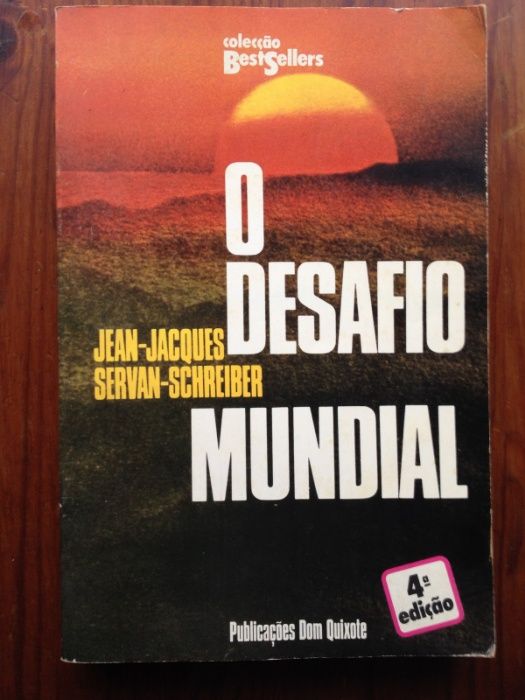 colecção
BestSellers
O
DESAFIO
JEAN-JACQUES
SERVAN-SCHREIBER
MUNDIAL
4ª
edição
Publicações Dom Quixote